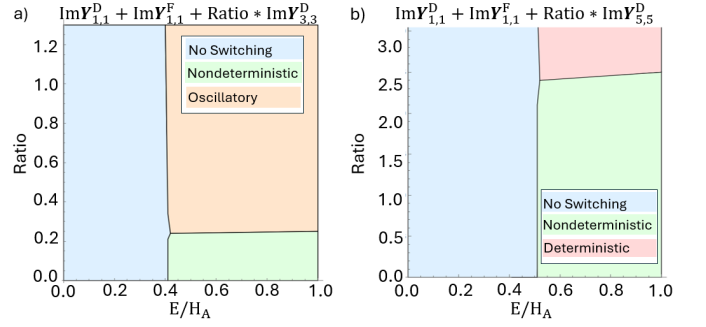 a) ImY^D_{1,1} + ImY^F_{1,1} + Ratio * ImY^D_{3,3}
1.2
1.0
0.8
0.6
0.4
0.2
0.0
Ratio
No Switching
Nondeterministic
Oscillatory
0.0 0.2 0.4 0.6 0.8 1.0
E/H_A
b) ImY^D_{1,1} + ImY^F_{1,1} + Ratio * ImY^D_{5,5}
3.0
2.5
2.0
1.5
1.0
0.5
0.0
Ratio
No Switching
Nondeterministic
Deterministic
0.0 0.2 0.4 0.6 0.8 1.0
E/H_A